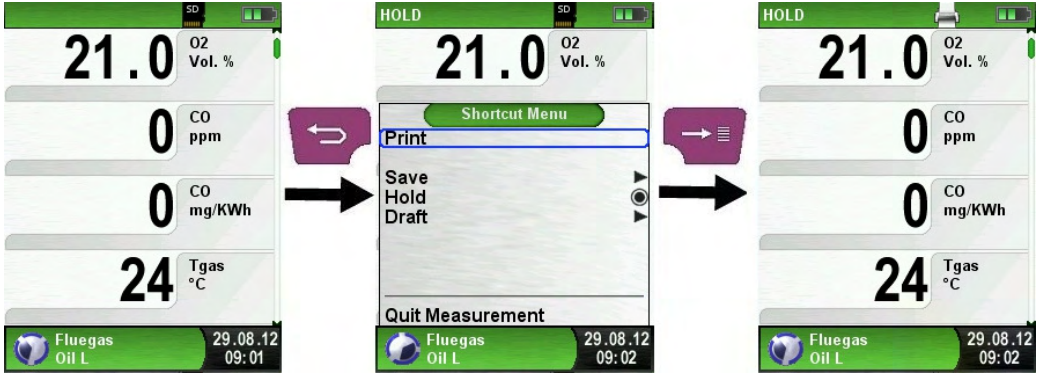 SD
21.0 O2
Vol. %
0 CO
ppm
0 CO
mg/KWh
24 Tgas
°C
Fluegas
Oil L
29.08.12
09:01
HOLD
SD
21.0 O2
Vol. %
Shortcut Menu
Print
Save
Hold
Draft
Quit Measurement
Fluegas
Oil L
29.08.12
09:02
HOLD
21.0 O2
Vol. %
0 CO
ppm
0 CO
mg/KWh
24 Tgas
°C
Fluegas
Oil L
29.08.12
09:02